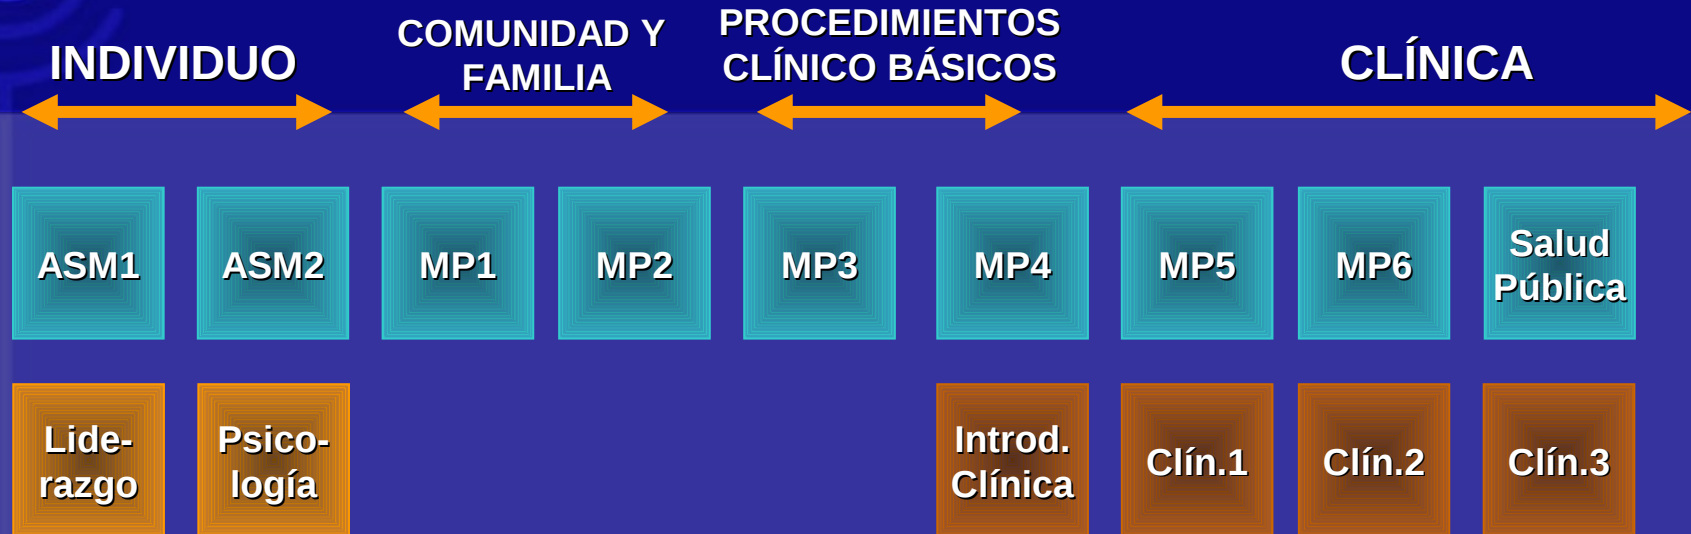 INDIVIDUO
COMUNIDAD Y
FAMILIA
PROCEDIMIENTOS
CLÍNICO BÁSICOS
CLÍNICA
ASM1
ASM2
MP1
MP2
MP3
MP4
MP5
MP6
Salud
Pública
Lide-
razgo
Psico-
logía
Introd.
Clínica
Clín.1
Clín.2
Clín.3